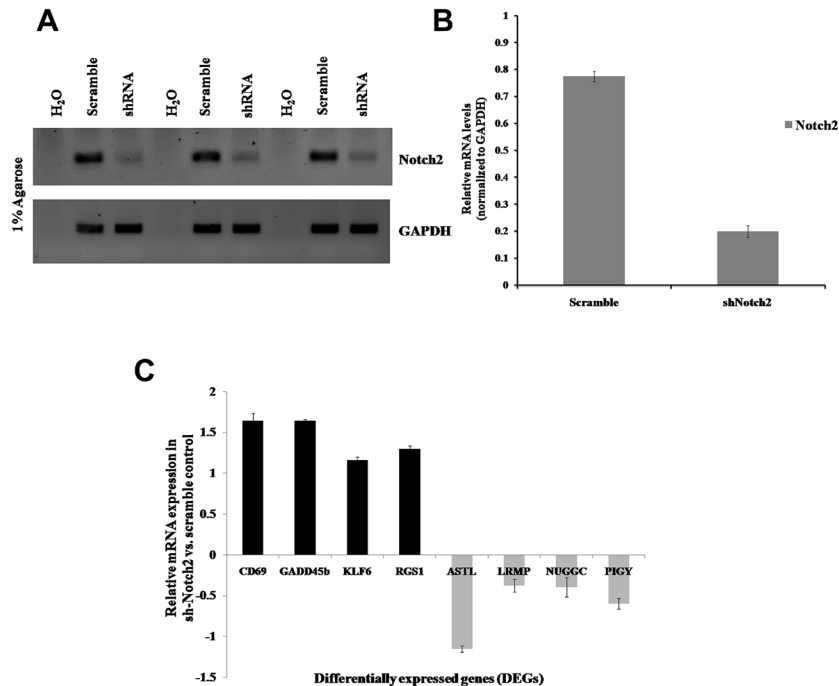 A
H₂O
Scramble
shRNA
H₂O
Scramble
shRNA
H₂O
Scramble
shRNA
1% Agarose
Notch2
GAPDH
B
Relative mRNA levels
(normalized to GAPDH)
1
0.9
0.8
0.7
0.6
0.5
0.4
0.3
0.2
0.1
0
Scramble
shNotch2
Notch2
C
Relative mRNA expression in
sh-Notch2 vs. scramble control
2
1.5
1
0.5
0
-0.5
-1
-1.5
CD69
GADD45b
KLF6
RGS1
ASTL
LRMP
NUGGC
PIGY
Differentially expressed genes (DEGs)